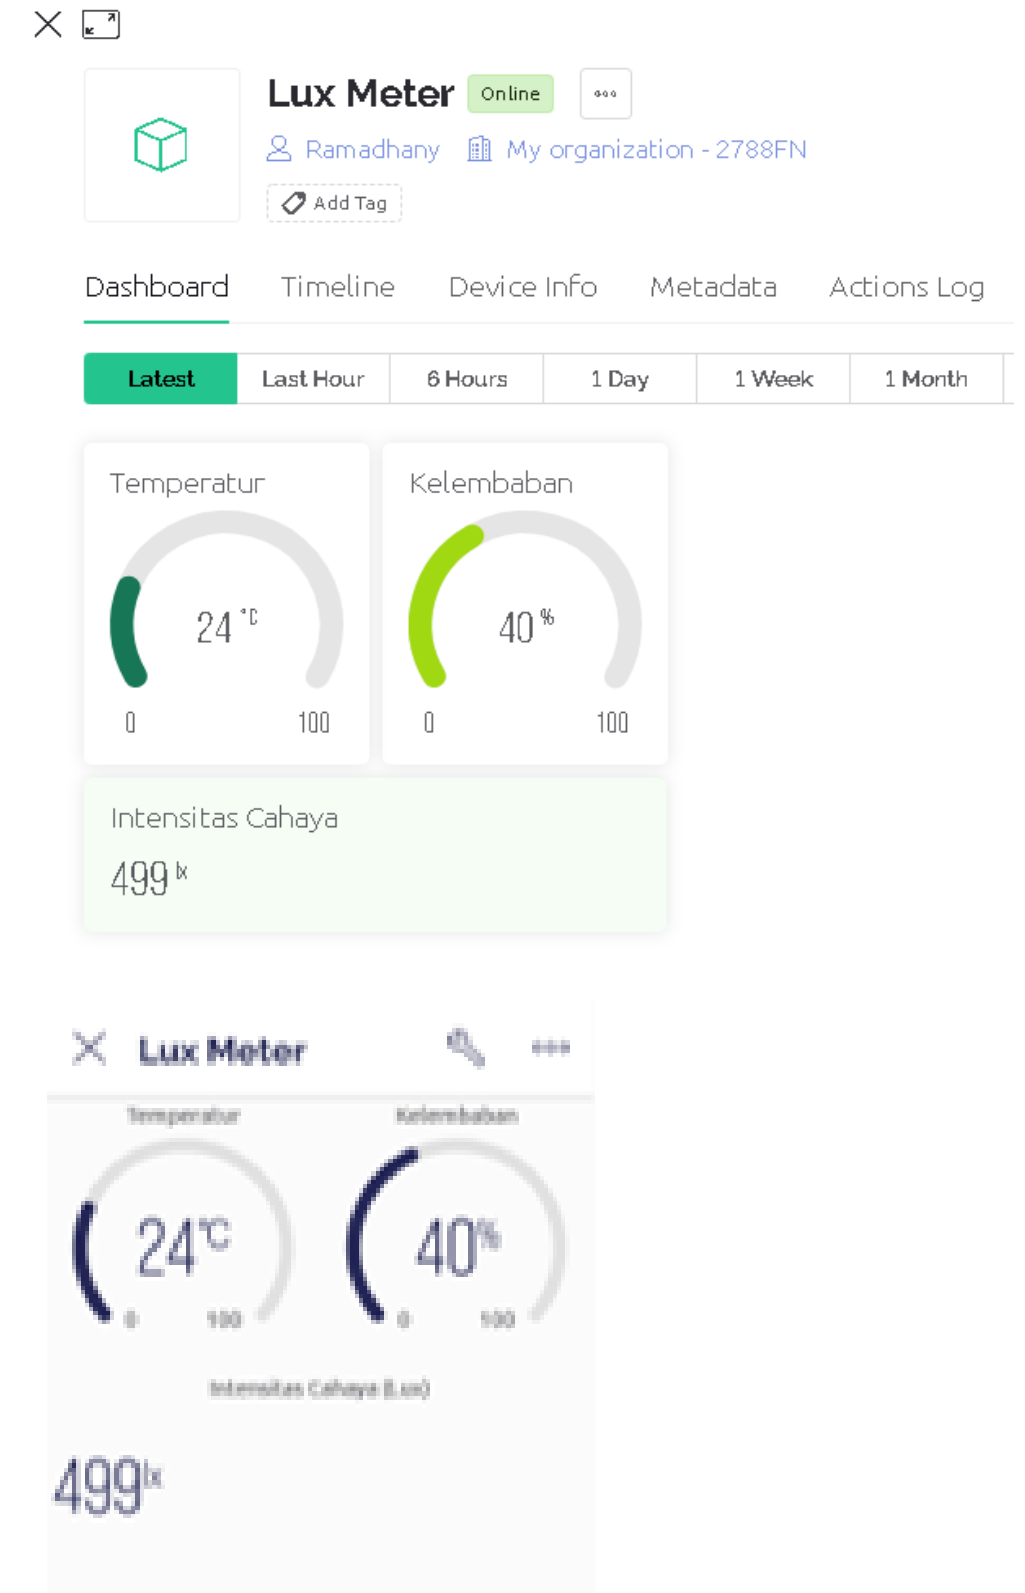 Lux Meter Online
Ramadhany My organization - 2788FN
Add Tag
Dashboard Timeline Device Info Metadata Actions Log
Latest Last Hour 6 Hours 1 Day 1 Week 1 Month
Temperatur Kelembaban
24 °C 40 %
0 100 0 100
Intensitas Cahaya
499 lx
Lux Meter
Temperatur Kelembaban
24°C 40%
0 100 0 100
Intensitas Cahaya (Lux)
499 lx